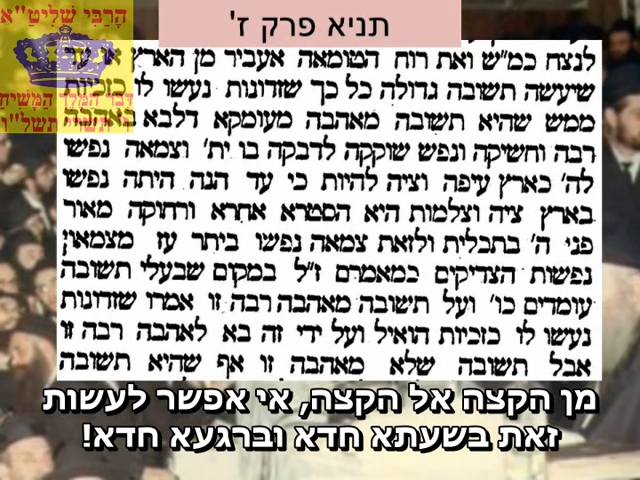 תניא פרק ז'
הָרַבִּי שְׁלִיטָ"א
דְּבַר הַמֶּלֶךְ הַמָּשִׁיחַ
ו' תשרי תשל"ו
לנצח כמ"ש ואת רוח הטומאה אעביר מן הארץ או עד
שיעשה תשובה גדולה כל כך שזדונות נעשו לו כזכיות
ממש שהיא תשובה מאהבה מעומקא דלבא באהבה
רבה וחשיקה ונפש שוקקה לדבקה בו ית' וצמאה נפשו
לה' כארץ עיפה וציה להיות כי עד הנה היתה נפשו
בארץ ציה וצלמות היא הסטרא אחרא ורחוקה מאור
פני ה' בתכלית ולזאת צמאה נפשו ביתר עז מצמאון
נפשות הצדיקים כמאמרם ז"ל במקום שבעלי תשובה
עומדים כו' ועל תשובה מאהבה רבה זו אמרו שזדונות
נעשו לו כזכיות הואיל ועל ידי זה בא לאהבה רבה זו
אבל תשובה שלא מאהבה זו אף שהיא תשובה
מן הקצה אל הקצה, אי אפשר לעשות
זאת בשעתא חדא וברגעא חדא!